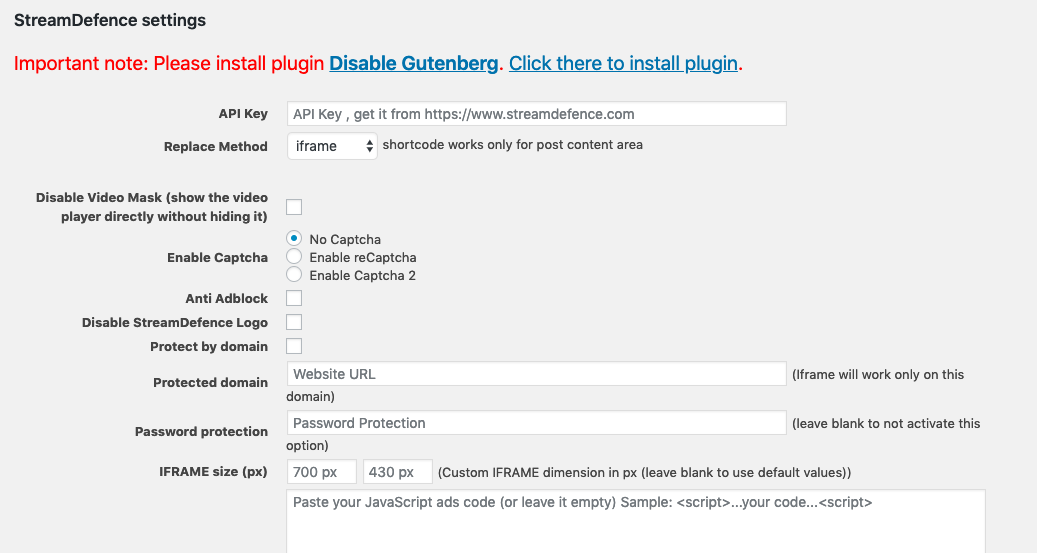 StreamDefence settings
Important note: Please install plugin Disable Gutenberg. Click there to install plugin.
API Key
API Key , get it from https://www.streamdefence.com
Replace Method
iframe
shortcode works only for post content area
Disable Video Mask (show the video
player directly without hiding it)
Enable Captcha
No Captcha
Enable reCaptcha
Enable Captcha 2
Anti Adblock
Disable StreamDefence Logo
Protect by domain
Protected domain
Website URL
(Iframe will work only on this
domain)
Password protection
Password Protection
(leave blank to not activate this
option)
IFRAME size (px)
700 px
430 px
(Custom IFRAME dimension in px (leave blank to use default values))
Paste your JavaScript ads code (or leave it empty) Sample: <script>...your code...<script>